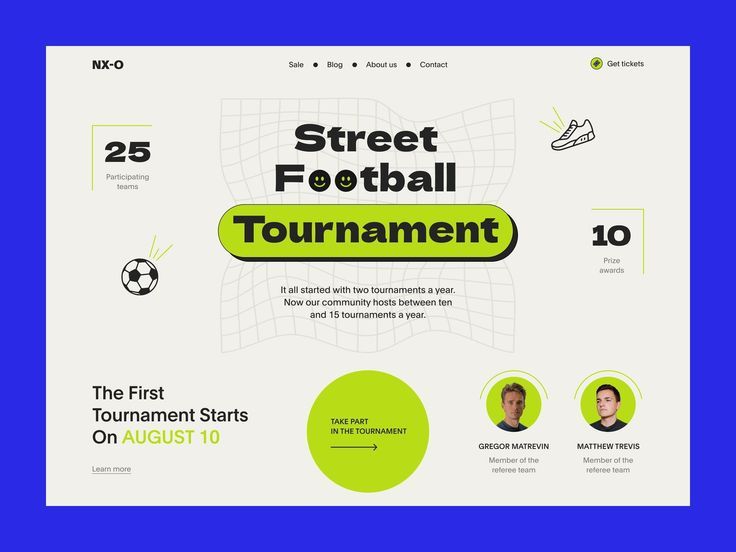 NX-O
Sale
Blog
About us
Contact
Get tickets
25
Participating
teams
Street
Football
Tournament
10
Prize
awards
It all started with two tournaments a year.
Now our community hosts between ten
and 15 tournaments a year.
The First
Tournament Starts
On AUGUST 10
Learn more
TAKE PART
IN THE TOURNAMENT
GREGOR MATREVIN
Member of the
referee team
MATTHEW TREVIS
Member of the
referee team